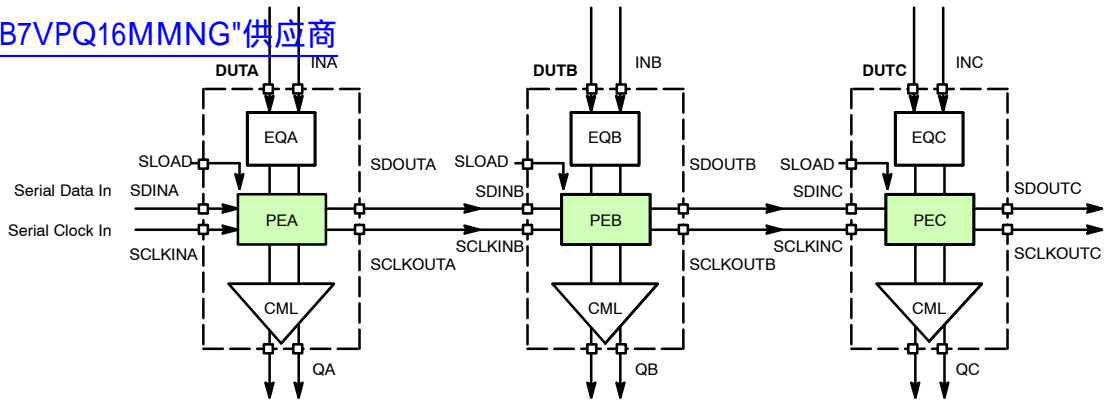 B7VPQ16MMNG"供应商
DUTA
INA
DUTB
INB
DUTC
INC
EQA
EQB
EQC
SLOAD
SDOUTA
SLOAD
SDOUTB
SLOAD
Serial Data In
SDINA
SDINB
SDINC
SDOUTC
PEA
PEB
PEC
Serial Clock In
SCLKINA
SCLKOUTA
SCLKINB
SCLKOUTB
SCLKINC
SCLKOUTC
CML
CML
CML
QA
QB
QC